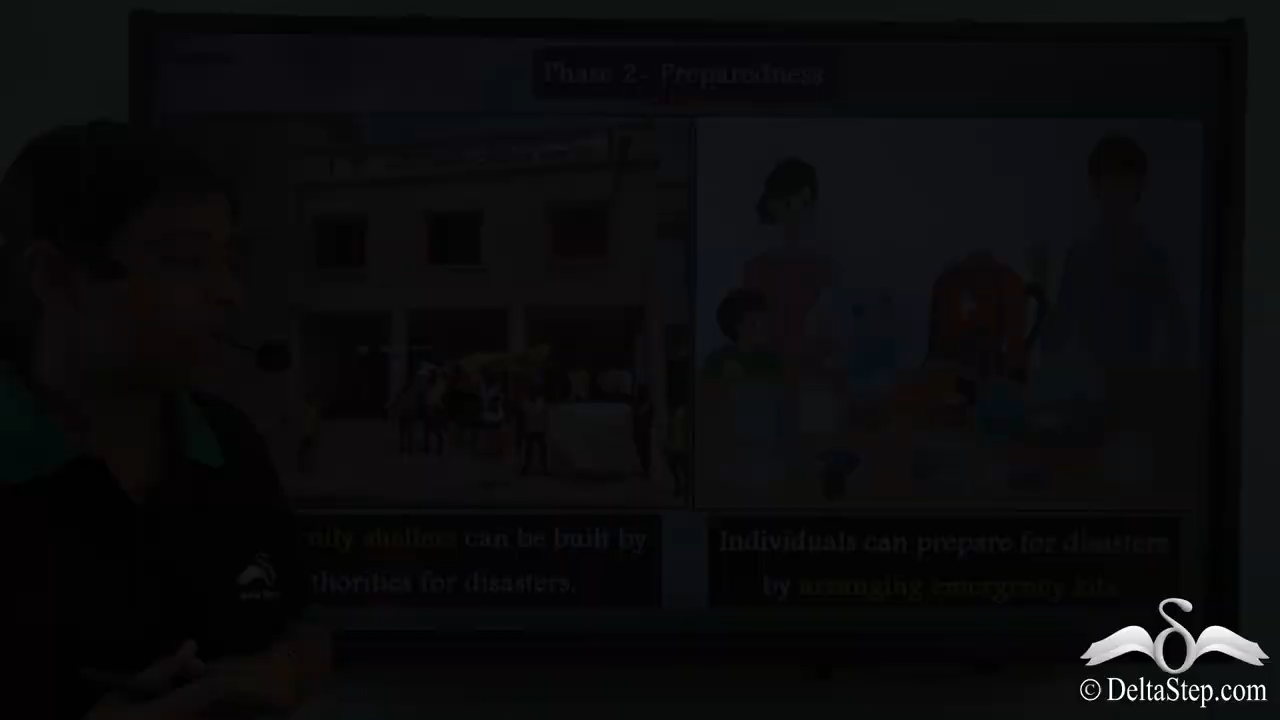 Phase 2- Preparedness
shelters can be built by
for disasters.
Individuals can prepare for disasters
by arranging emergency kits.
© DeltaStep.com